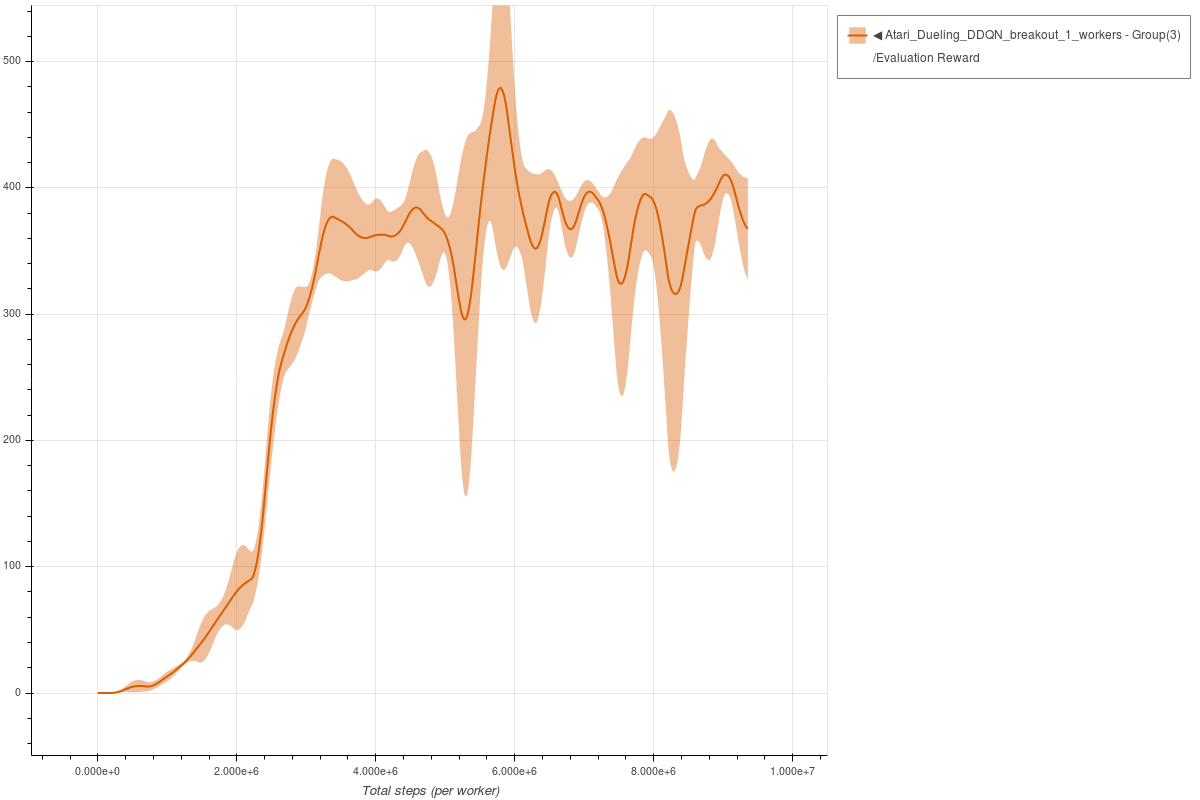 ◀ Atari_Dueling_DDQN_breakout_1_workers - Group(3)
/Evaluation Reward
500
400
300
200
100
0
0.000e+0 2.000e+6 4.000e+6 6.000e+6 8.000e+6 1.000e+7
Total steps (per worker)